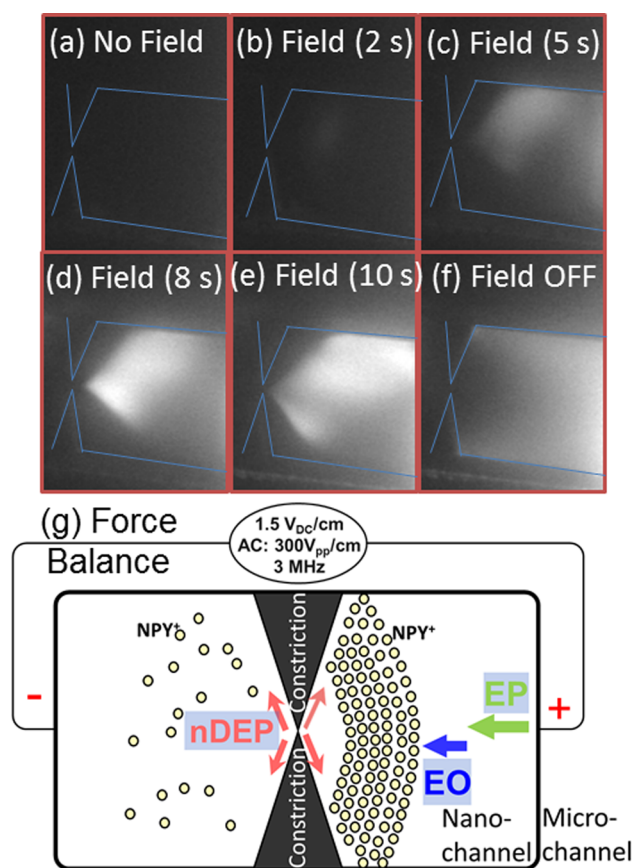 (a) No Field
(b) Field (2 s)
(c) Field (5 s)
(d) Field (8 s)
(e) Field (10 s)
(f) Field OFF
(g) Force
Balance
1.5 VDC/cm
AC: 300Vpp/cm
3 MHz
NPY+
Constriction
NPY+
-
nDEP
EP
+
EO
Constriction
Nano-
channel
Micro-
channel